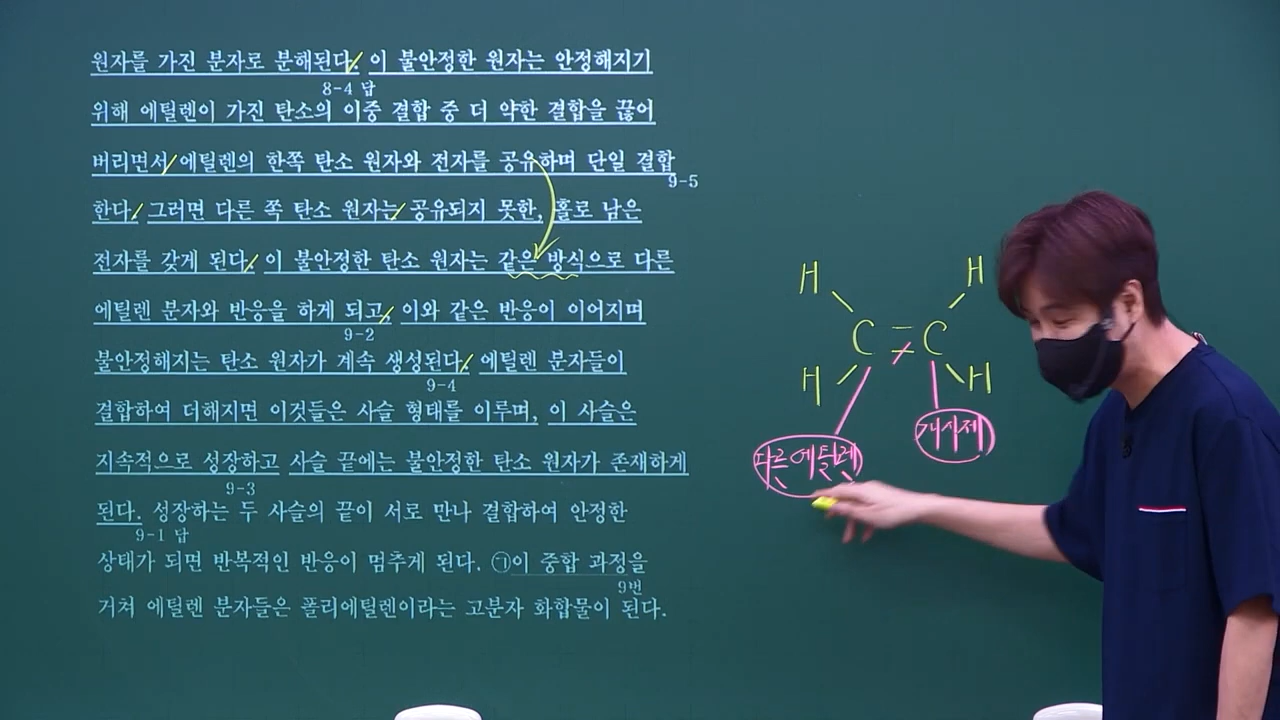 원자를 가진 분자로 분해된다. 이 불안정한 원자는 안정해지기
8-4 답
위해 에틸렌이 가진 탄소의 이중 결합 중 더 약한 결합을 끊어
버리면서 에틸렌의 한쪽 탄소 원자와 전자를 공유하며 단일 결합
9-5
한다. 그러면 다른 쪽 탄소 원자는 공유되지 못한, 홀로 남은
전자를 갖게 된다. 이 불안정한 탄소 원자는 같은 방식으로 다른
에틸렌 분자와 반응을 하게 되고, 이와 같은 반응이 이어지며
9-2
불안정해지는 탄소 원자가 계속 생성된다. 에틸렌 분자들이
9-4
결합하여 더해지면 이것들은 사슬 형태를 이루며, 이 사슬은
지속적으로 성장하고 사슬 끝에는 불안정한 탄소 원자가 존재하게
9-3
된다. 성장하는 두 사슬의 끝이 서로 만나 결합하여 안정한
9-1 답
상태가 되면 반복적인 반응이 멈추게 된다. ㉠이 중합 과정을
9번
거쳐 에틸렌 분자들은 폴리에틸렌이라는 고분자 화합물이 된다.
H H
C = C
H H
개시제
다른 에틸렌